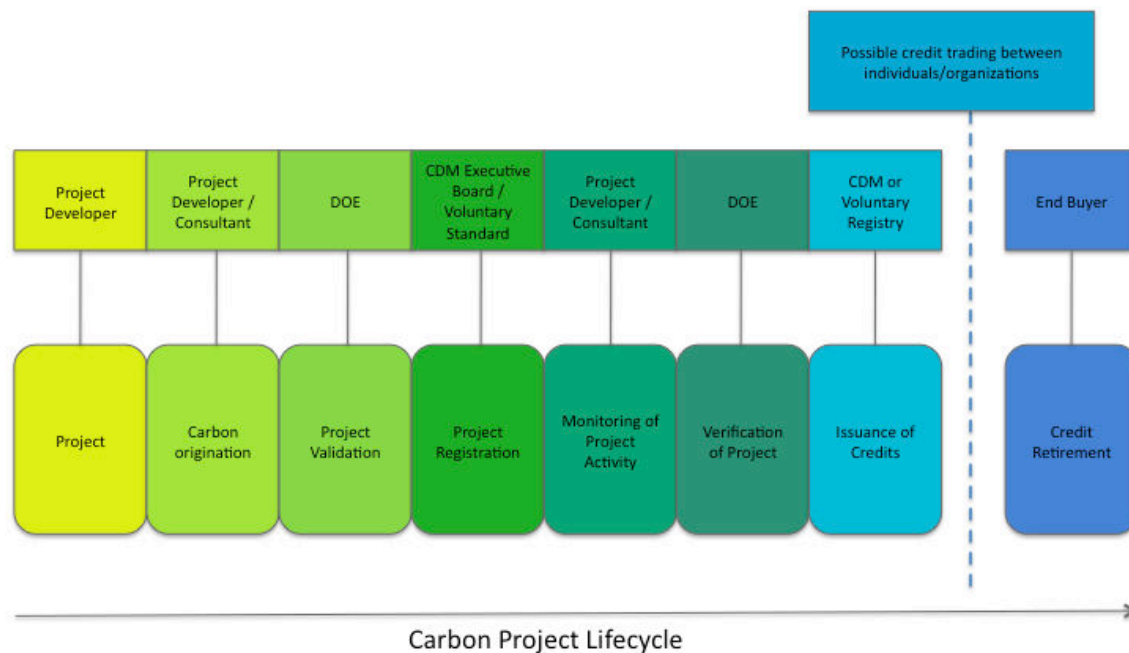 Possible credit trading between
individuals/organizations
Project
Developer
Project
Developer /
Consultant
DOE
CDM Executive
Board /
Voluntary
Standard
Project
Developer /
Consultant
DOE
CDM or
Voluntary
Registry
End Buyer
Project
Carbon
origination
Project
Validation
Project
Registration
Monitoring of
Project
Activity
Verification
of Project
Issuance of
Credits
Credit
Retirement
Carbon Project Lifecycle